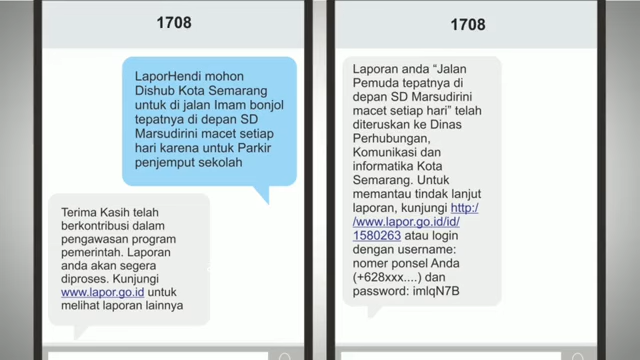 1708
LaporHendi mohon
Dishub Kota Semarang
untuk di jalan Imam bonjol
tepatnya di depan SD
Marsudirini macet setiap
hari karena untuk Parkir
penjemput sekolah
Terima Kasih telah
berkontribusi dalam
pengawasan program
pemerintah. Laporan
anda akan segera
diproses. Kunjungi
www.lapor.go.id untuk
melihat laporan lainnya
1708
Laporan anda “Jalan
Pemuda tepatnya di
depan SD Marsudirini
macet setiap hari” telah
diteruskan ke Dinas
Perhubungan,
Komunikasi dan
informatika Kota
Semarang. Untuk
memantau tindak lanjut
laporan, kunjungi http:/
/www.lapor.go.id/id/
1580263 atau login
dengan username:
nomer ponsel Anda
(+628xxx....) dan
password: imlqN7B